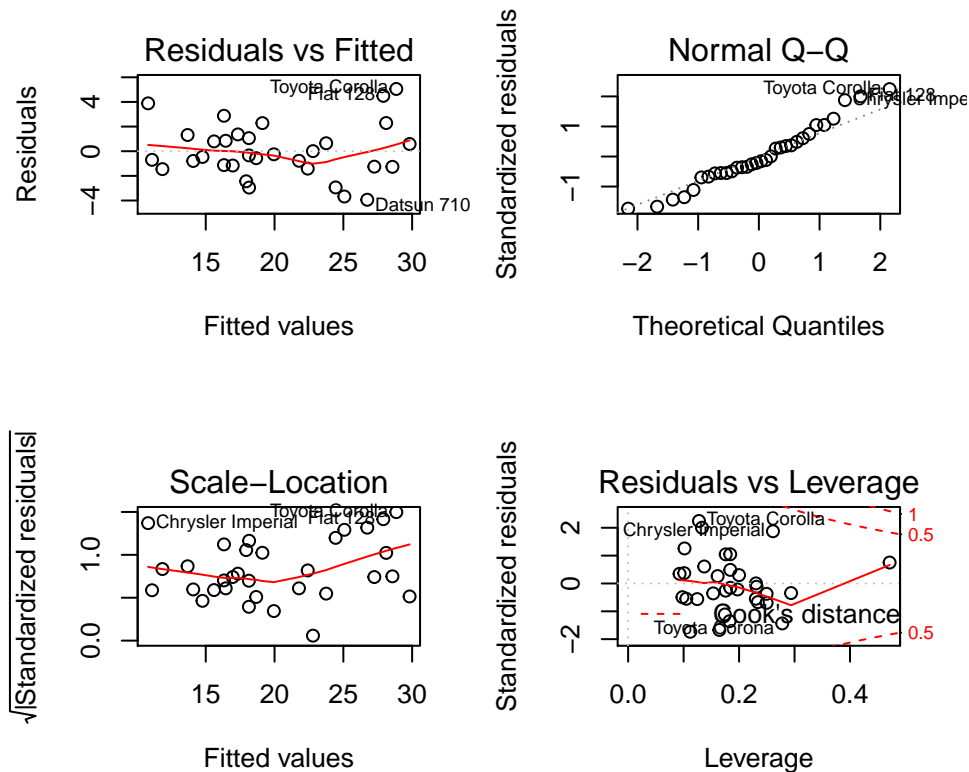 Residuals vs Fitted
Residuals
4
0
−4
Toyota Corolla
Fiat 128
Datsun 710
15 20 25 30
Fitted values
Normal Q−Q
Standardized residuals
1
−1
Toyota Corolla
Fiat 128
Chrysler Impe
−2 −1 0 1 2
Theoretical Quantiles
Scale−Location
√|Standardized residuals|
1.0
0.0
Toyota Corolla
Fiat 128
Chrysler Imperial
15 20 25 30
Fitted values
Residuals vs Leverage
Standardized residuals
2
0
−2
Toyota Corolla
Chrysler Imperial
1
0.5
Cook's distance
Toyota Corona
0.5
0.0 0.2 0.4
Leverage